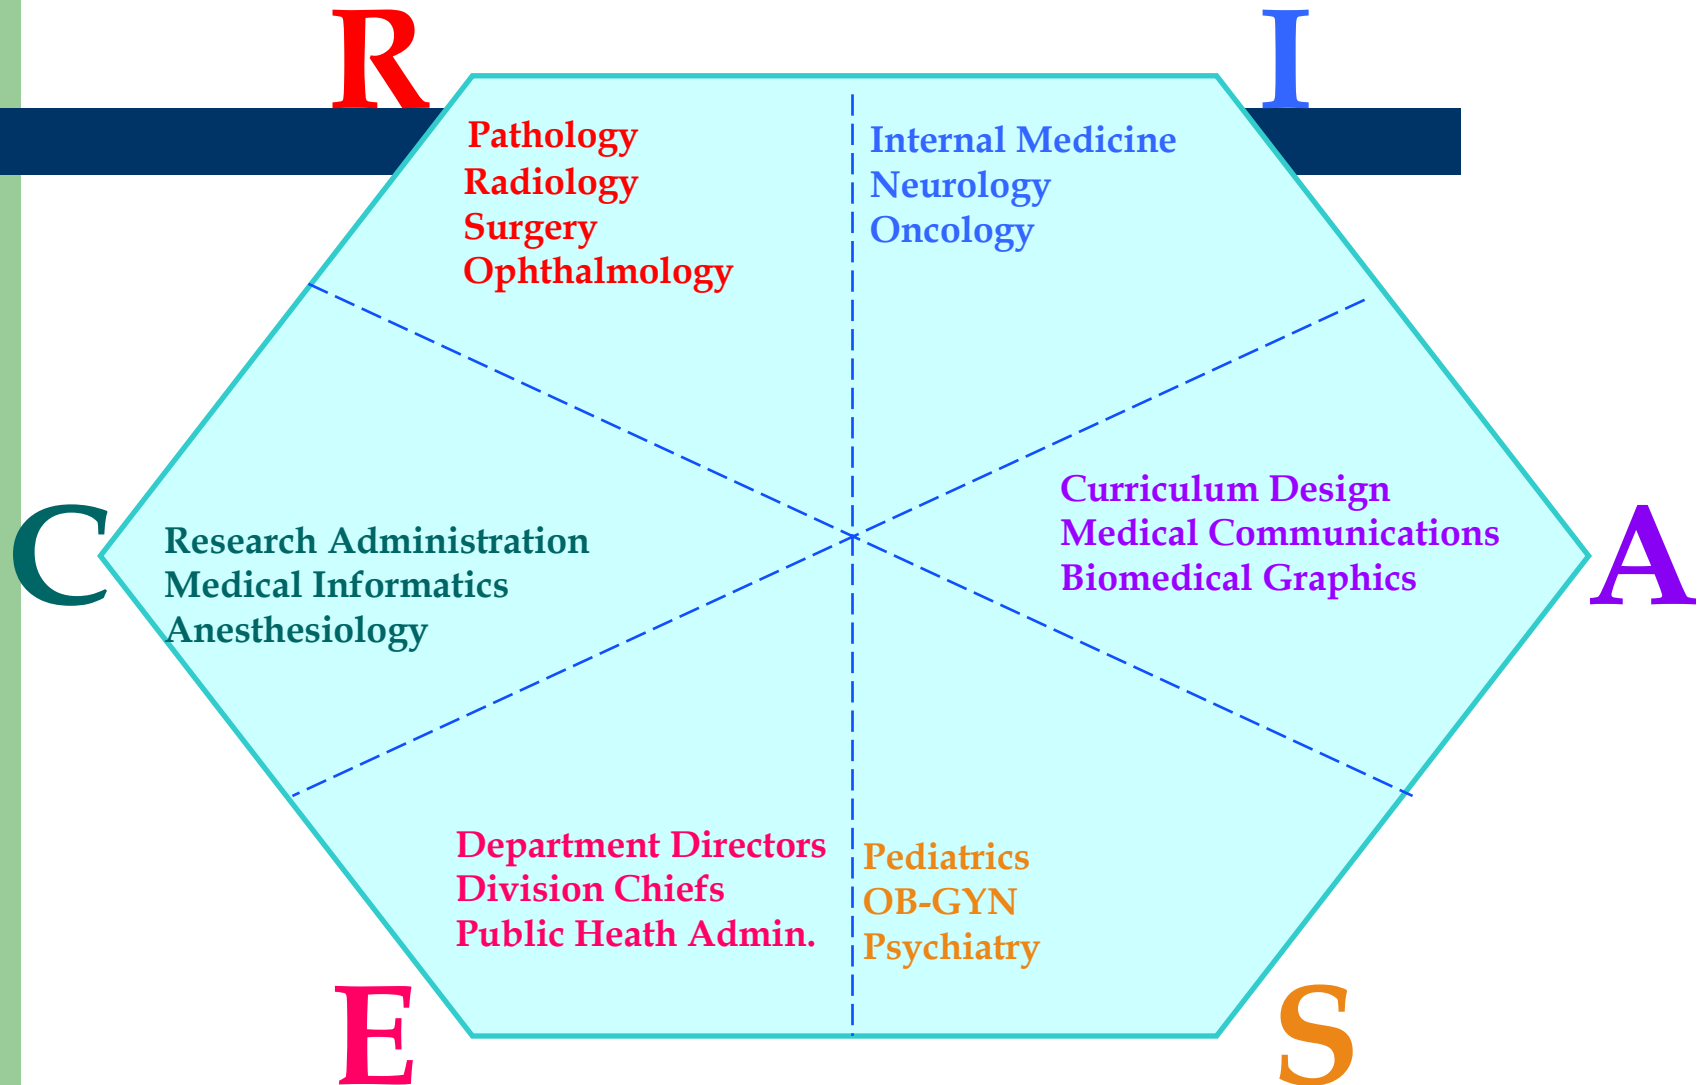 R
I
Pathology
Radiology
Surgery
Ophthalmology
Internal Medicine
Neurology
Oncology
C
Research Administration
Medical Informatics
Anesthesiology
Curriculum Design
Medical Communications
Biomedical Graphics
A
Department Directors
Division Chiefs
Public Heath Admin.
Pediatrics
OB-GYN
Psychiatry
E
S